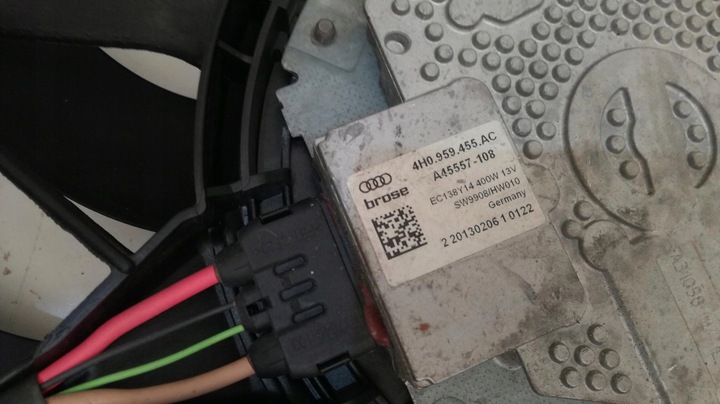 4H0.959.455.AC
A45557-108
brose
EC138Y14 400W 13V
SW9908/HW010
Germany
2 20130206 1 0122